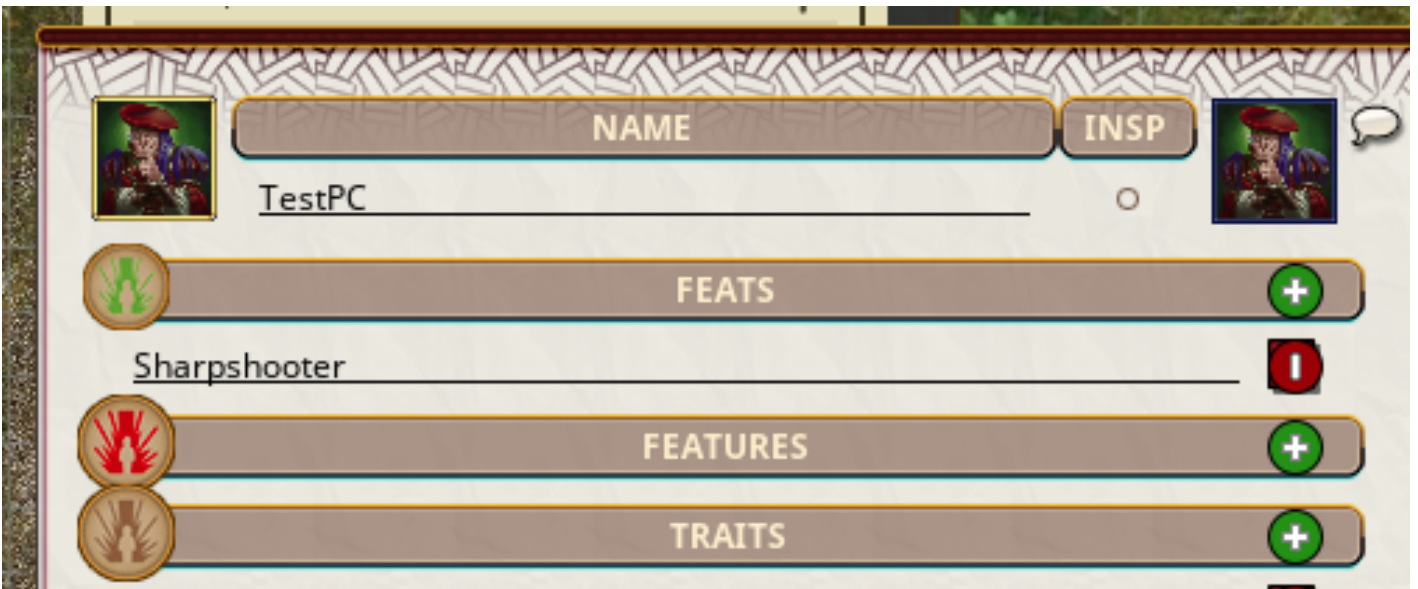 NAME INSP
TestPC
FEATS
Sharpshooter
FEATURES
TRAITS